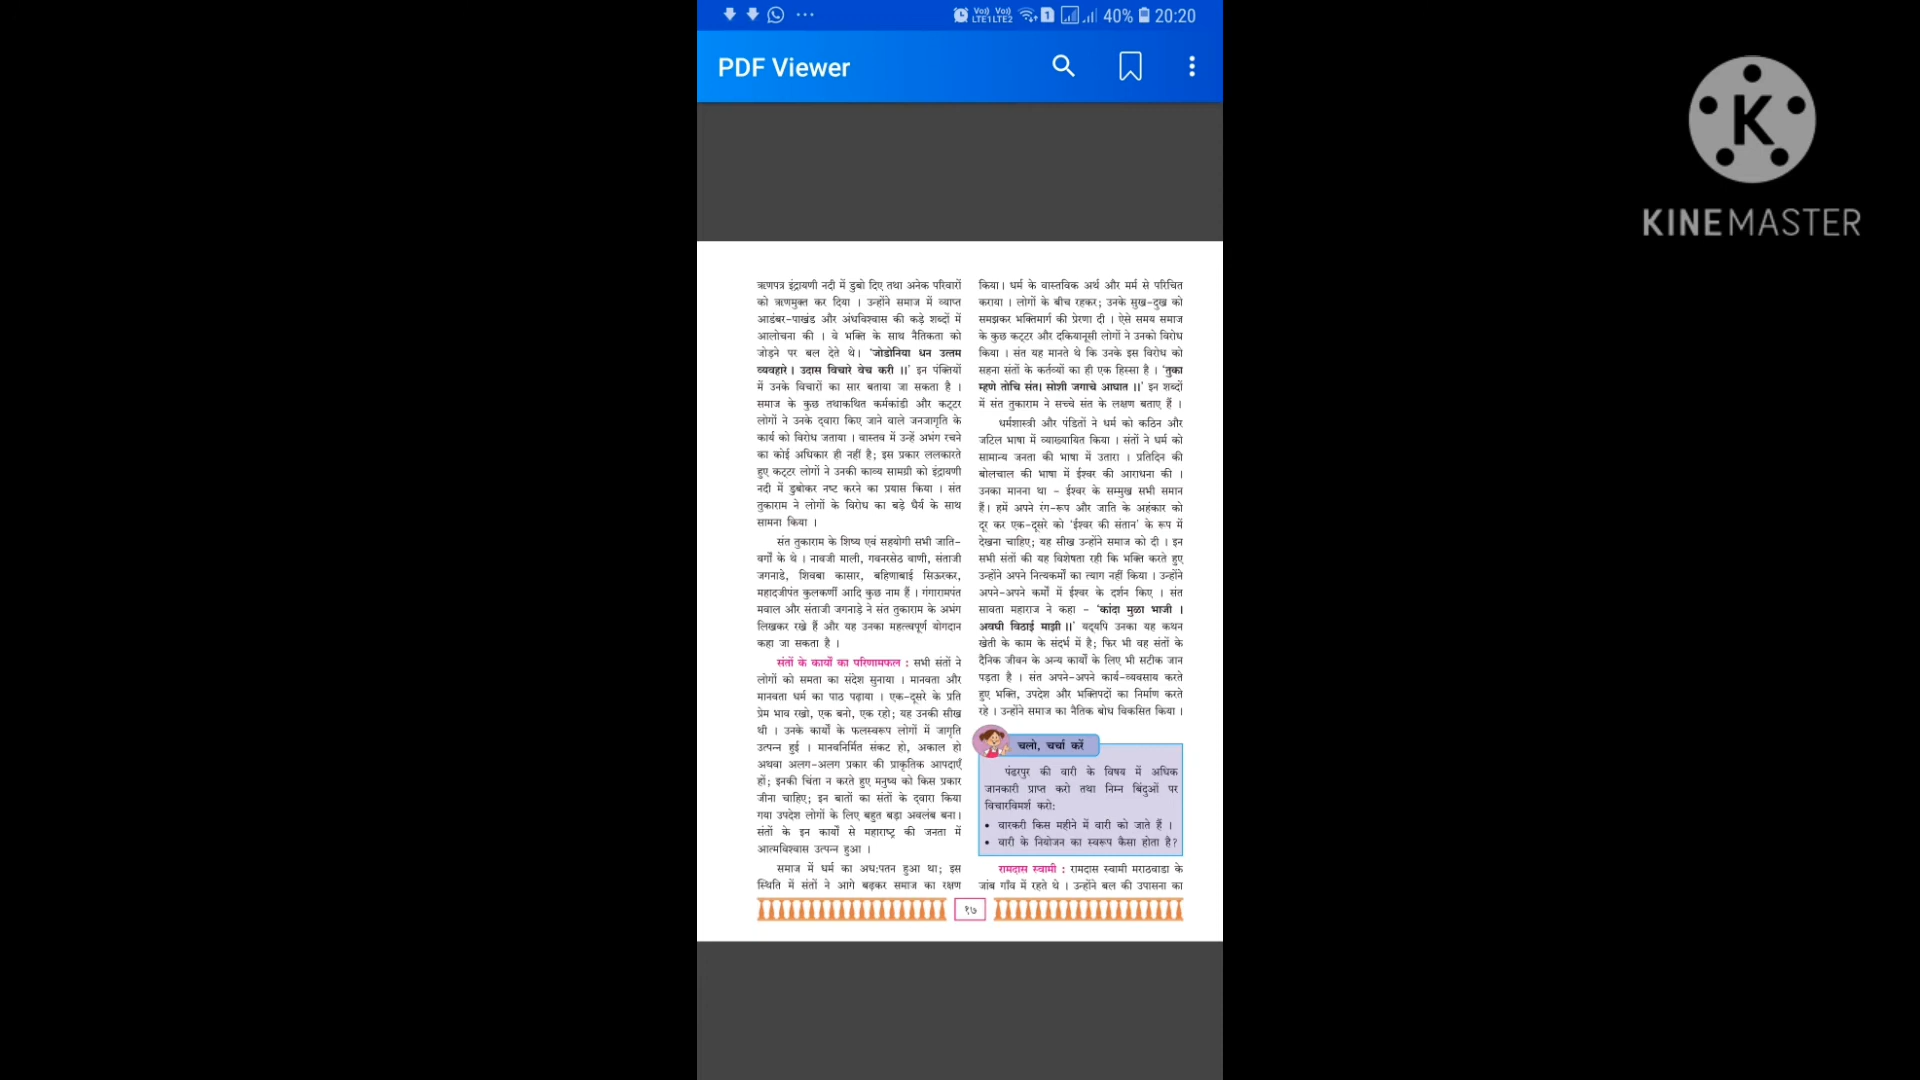 VoI) VoI)
LTE1 LTE2
1
40%
20:20
PDF Viewer
K
KINEMASTER
ऋणपत्र इंद्रायणी नदी में डुबो दिए तथा अनेक परिवारों
को ऋणमुक्त कर दिया । उन्होंने समाज में व्याप्त
आडंबर-पाखंड और अंधविश्वास की कड़े शब्दों में
आलोचना की । वे भक्ति के साथ नैतिकता को
जोड़ने पर बल देते थे। 'जोडोनिया धन उत्तम
व्यवहारे। उदास विचारे वेच करी ।।' इन पंक्तियों
में उनके विचारों का सार बताया जा सकता है ।
समाज के कुछ तथाकथित कर्मकांडी और कट्टर
लोगों ने उनके द्वारा किए जाने वाले जनजागृति के
कार्य को विरोध जताया । वास्तव में उन्हें अभंग रचने
का कोई अधिकार ही नहीं है; इस प्रकार ललकारते
हुए कट्टर लोगों ने उनकी काव्य सामग्री को इंद्रायणी
नदी में डुबोकर नष्ट करने का प्रयास किया । संत
तुकाराम ने लोगों के विरोध का बड़े धैर्य के साथ
सामना किया ।
संत तुकाराम के शिष्य एवं सहयोगी सभी जाति-
वर्गों के थे । नावजी माली, गवनरसेठ वाणी, संताजी
जगनाडे, शिवबा कासार, बहिणाबाई सिऊरकर,
महादजीपंत कुलकर्णी आदि कुछ नाम हैं । गंगारामपंत
मवाल और संताजी जगनाड़े ने संत तुकाराम के अभंग
लिखकर रखे हैं और यह उनका महत्त्वपूर्ण योगदान
कहा जा सकता है ।
संतों के कार्यों का परिणामफल : सभी संतों ने
लोगों को समता का संदेश सुनाया । मानवता और
मानवता धर्म का पाठ पढ़ाया । एक-दूसरे के प्रति
प्रेम भाव रखो, एक बनो, एक रहो; यह उनकी सीख
थी । उनके कार्यों के फलस्वरूप लोगों में जागृति
उत्पन्न हुई । मानवनिर्मित संकट हो, अकाल हो
अथवा अलग-अलग प्रकार की प्राकृतिक आपदाएँ
हों; इनकी चिंता न करते हुए मनुष्य को किस प्रकार
जीना चाहिए; इन बातों का संतों के द्वारा किया
गया उपदेश लोगों के लिए बहुत बड़ा अवलंब बना।
संतों के इन कार्यों से महाराष्ट्र की जनता में
आत्मविश्वास उत्पन्न हुआ ।
समाज में धर्म का अध:पतन हुआ था; इस
स्थिति में संतों ने आगे बढ़कर समाज का रक्षण
किया। धर्म के वास्तविक अर्थ और मर्म से परिचित
कराया । लोगों के बीच रहकर; उनके सुख-दुख को
समझकर भक्तिमार्ग की प्रेरणा दी । ऐसे समय समाज
के कुछ कट्टर और दकियानूसी लोगों ने उनको विरोध
किया । संत यह मानते थे कि उनके इस विरोध को
सहना संतों के कर्तव्यों का ही एक हिस्सा है । 'तुका
म्हणे तोचि संत। सोशी जगाचे आघात ।।' इन शब्दों
में संत तुकाराम ने सच्चे संत के लक्षण बताए हैं ।
धर्मशास्त्री और पंडितों ने धर्म को कठिन और
जटिल भाषा में व्याख्यायित किया । संतों ने धर्म को
सामान्य जनता की भाषा में उतारा । प्रतिदिन की
बोलचाल की भाषा में ईश्वर की आराधना की ।
उनका मानना था - ईश्वर के सम्मुख सभी समान
हैं। हमें अपने रंग-रूप और जाति के अहंकार को
दूर कर एक-दूसरे को 'ईश्वर की संतान' के रूप में
देखना चाहिए; यह सीख उन्होंने समाज को दी । इन
सभी संतों की यह विशेषता रही कि भक्ति करते हुए
उन्होंने अपने नित्यकर्मों का त्याग नहीं किया । उन्होंने
अपने-अपने कर्मों में ईश्वर के दर्शन किए । संत
सावता महाराज ने कहा - 'कांदा मुळा भाजी ।
अवघी विठाई माझी ।।' यद्यपि उनका यह कथन
खेती के काम के संदर्भ में है; फिर भी वह संतों के
दैनिक जीवन के अन्य कार्यों के लिए भी सटीक जान
पड़ता है । संत अपने-अपने कार्य-व्यवसाय करते
हुए भक्ति, उपदेश और भक्तिपदों का निर्माण करते
रहे । उन्होंने समाज का नैतिक बोध विकसित किया ।
चलो, चर्चा करें
पंढरपुर की वारी के विषय में अधिक
जानकारी प्राप्त करो तथा निम्न बिंदुओं पर
विचारविमर्श करो:
• वारकरी किस महीने में वारी को जाते हैं ।
• वारी के नियोजन का स्वरूप कैसा होता है?
रामदास स्वामी : रामदास स्वामी मराठवाडा के
जांब गाँव में रहते थे । उन्होंने बल की उपासना का
१७